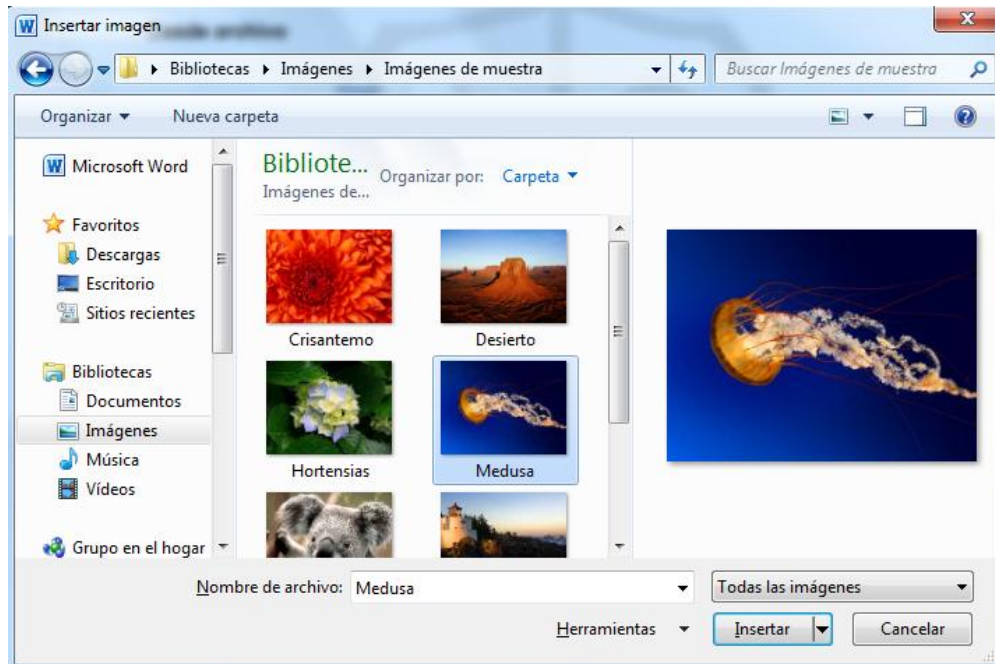 Insertar imagen
Bibliotecas Imágenes Imágenes de muestra
Buscar Imágenes de muestra
Organizar Nueva carpeta
Microsoft Word
Favoritos
Descargas
Escritorio
Sitios recientes
Bibliotecas
Documentos
Imágenes
Música
Vídeos
Grupo en el hogar
Bibliote...
Imágenes de...
Organizar por: Carpeta
Crisantemo
Desierto
Hortensias
Medusa
Nombre de archivo: Medusa
Todas las imágenes
Herramientas
Insertar
Cancelar